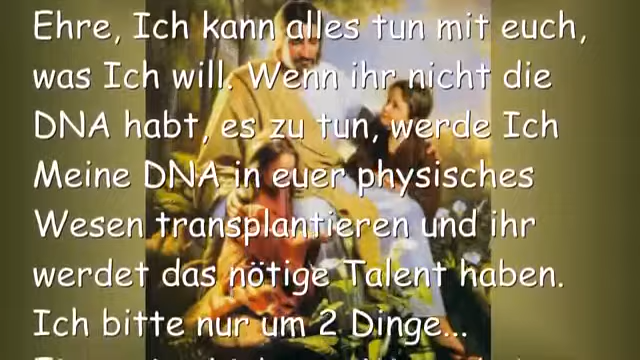 Ehre, Ich kann alles tun mit euch,
was Ich will. Wenn ihr nicht die
DNA habt, es zu tun, werde Ich
Meine DNA in euer physisches
Wesen transplantieren und ihr
werdet das nötige Talent haben.
Ich bitte nur um 2 Dinge...